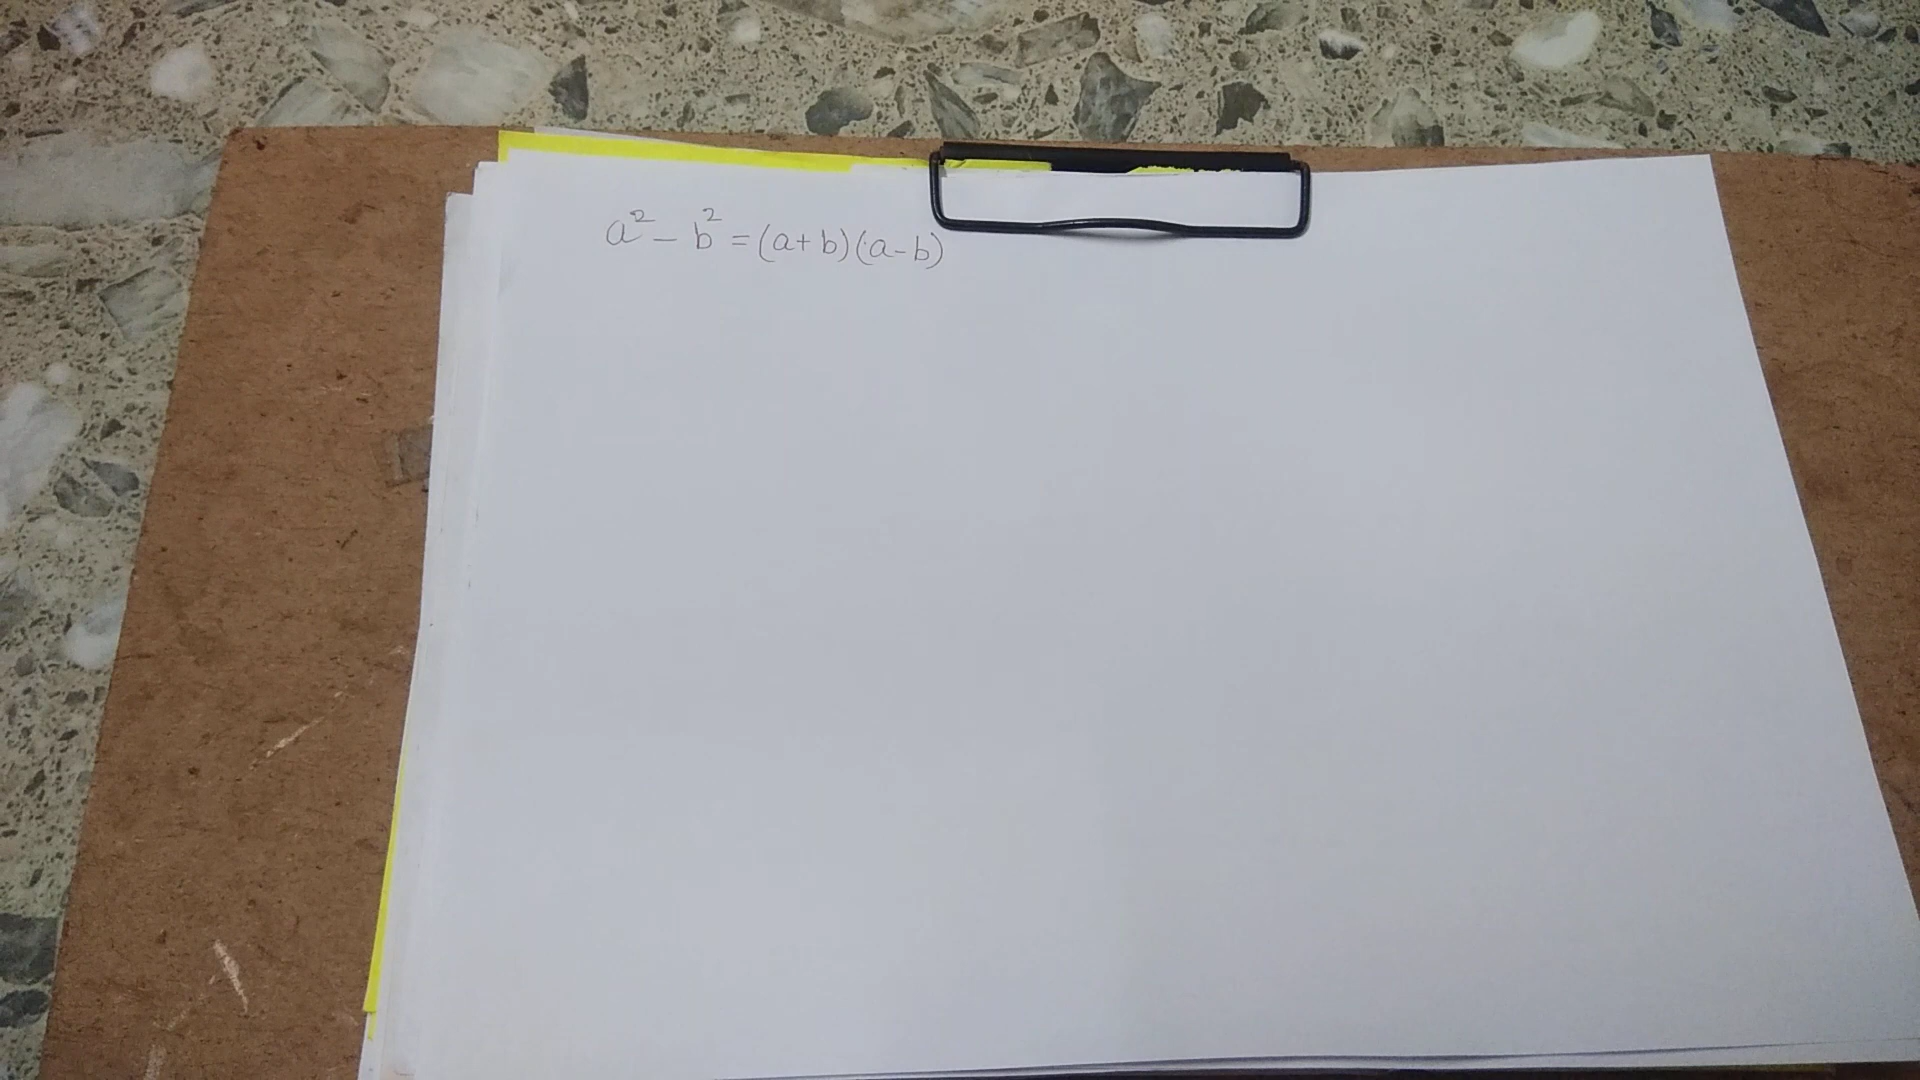 a² - b² = (a+b)(a-b)